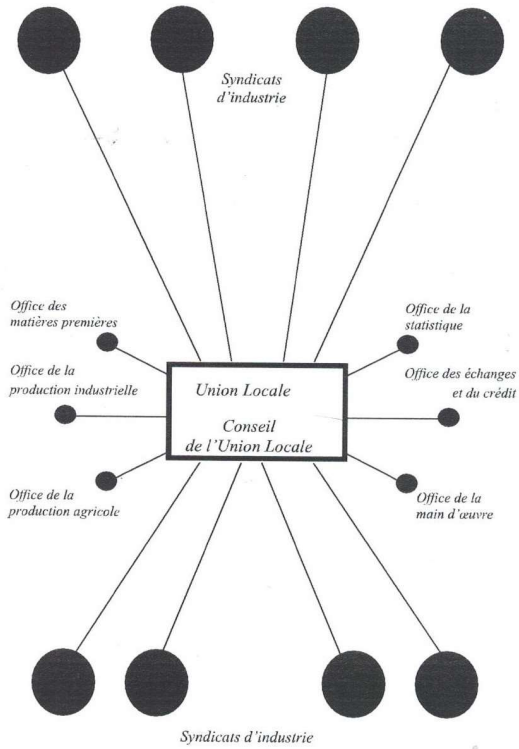 Syndicats
d'industrie
Office des
matières premières
Office de la
statistique
Office de la
production industrielle
Office des échanges
et du crédit
Union Locale
Conseil
de l'Union Locale
Office de la
production agricole
Office de la
main d'œuvre
Syndicats d'industrie